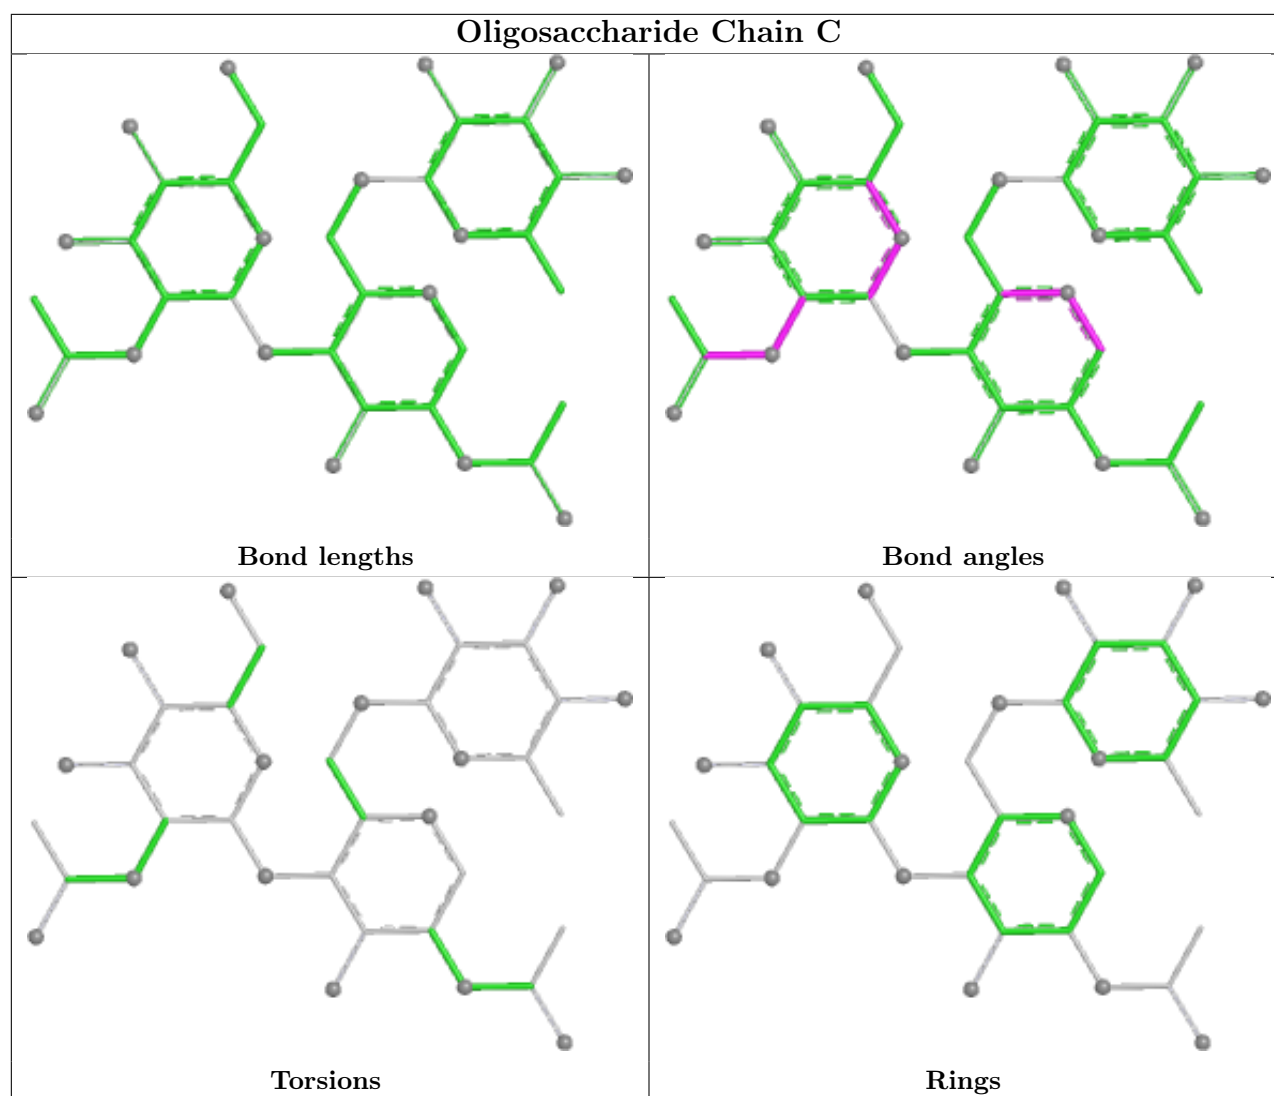 Oligosaccharide Chain C
Bond lengths
Bond angles
Torsions
Rings